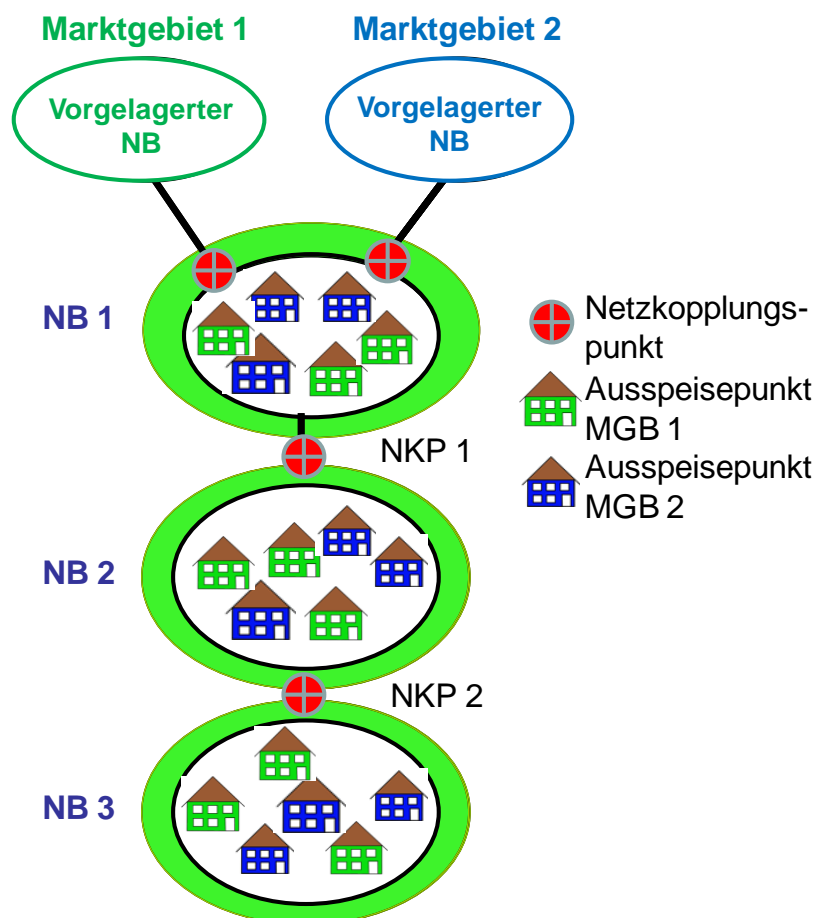 Marktgebiet 1
Marktgebiet 2
Vorgelagerter
NB
Vorgelagerter
NB
NB 1
Netzkopplungs-
punkt
Ausspeisepunkt
MGB 1
Ausspeisepunkt
MGB 2
NKP 1
NB 2
NKP 2
NB 3